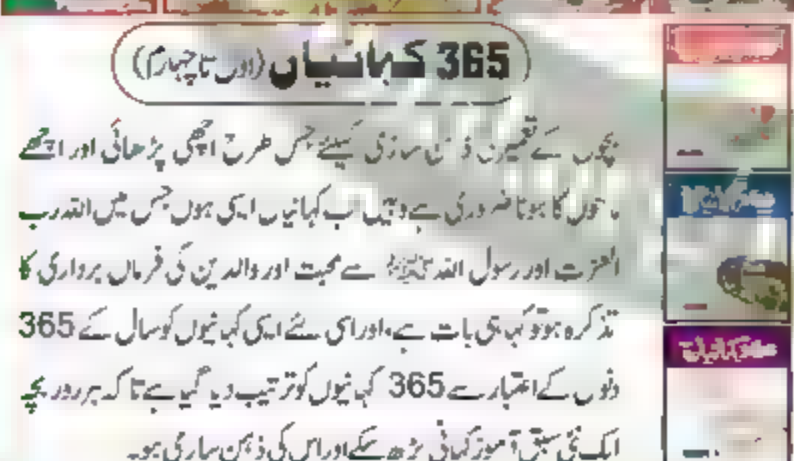 365 کہانیاں (اول تا چہارم)
بچوں کے تعمیری ذہن سازی کیلئے جس طرح اچھی پڑھائی اور اچھے
کا ہونا ضروری ہے وہیں اب کہانیاں ایسی ہوں جس میں اللہ رب
العزت اور رسول اللہ ﷺ سے محبت اور والدین کی فرماں برداری کا
تذکرہ ہو تو کیا ہی بات ہے، اور اسی لئے ایسی کہانیوں کو سال کے 365
دنوں کے اعتبار سے 365 کہانیوں کو ترتیب دیا گیا ہے تا کہ ہر روز بچہ
ایک نئی سبق آموز کہانی پڑھ سکے اور اس کی ذہن سازی ہو۔